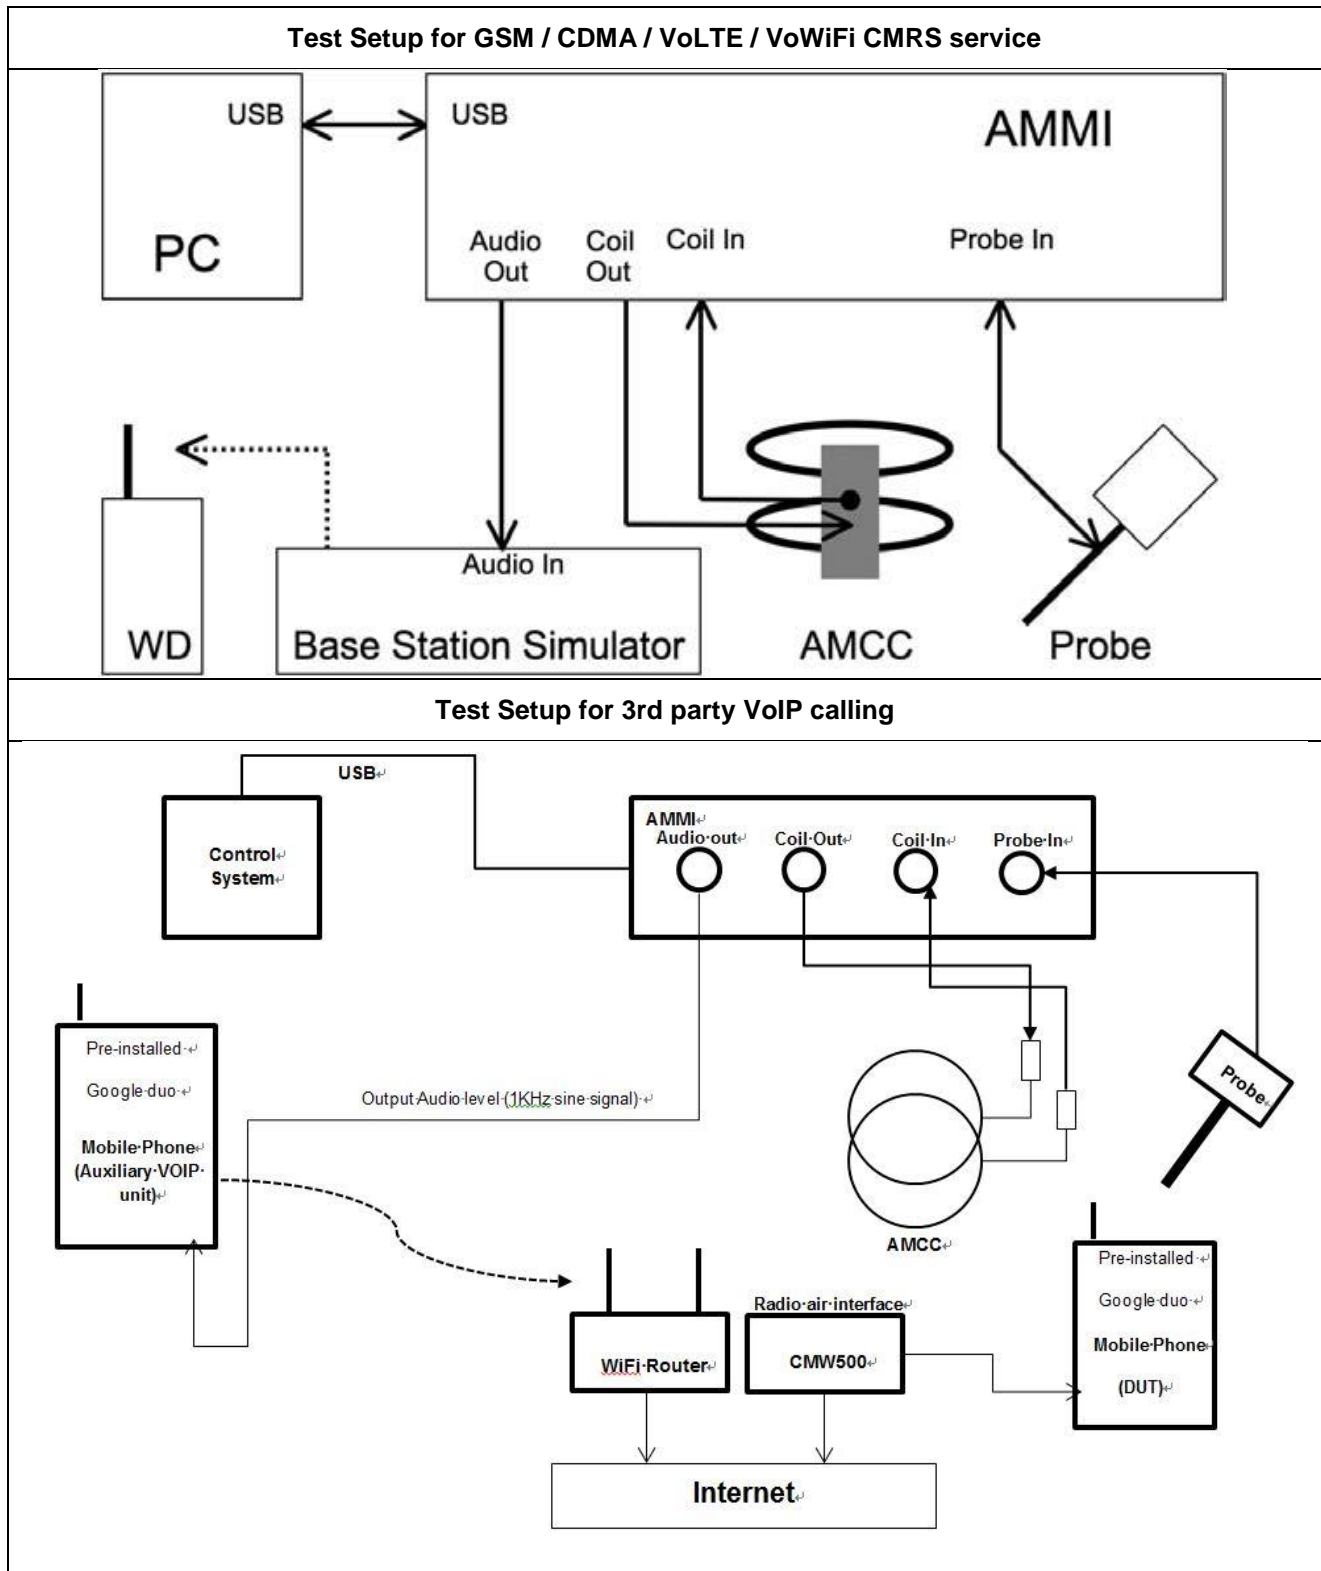 Test Setup for GSM / CDMA / VoLTE / VoWiFi CMRS service
USB
USB
AMMI
PC
Audio
Out
Coil
Out
Coil In
Probe In
Audio In
WD
Base Station Simulator
AMCC
Probe
Test Setup for 3rd party VoIP calling
USB↵
Control↵
System↵
AMMI↵
Audio·out↵
Coil·Out↵
Coil·In↵
Probe·In↵
Pre-installed·↵
Google·duo·↵
Mobile·Phone↵
(Auxiliary·VOIP·
unit)↵
Output·Audio·level·(1KHz·sine·signal)·↵
Probe↵
AMCC↵
Radio·air·interface↵
WiFi·Router↵
CMW500↵
Pre-installed·↵
Google·duo·↵
Mobile·Phone↵
(DUT)↵
Internet↵